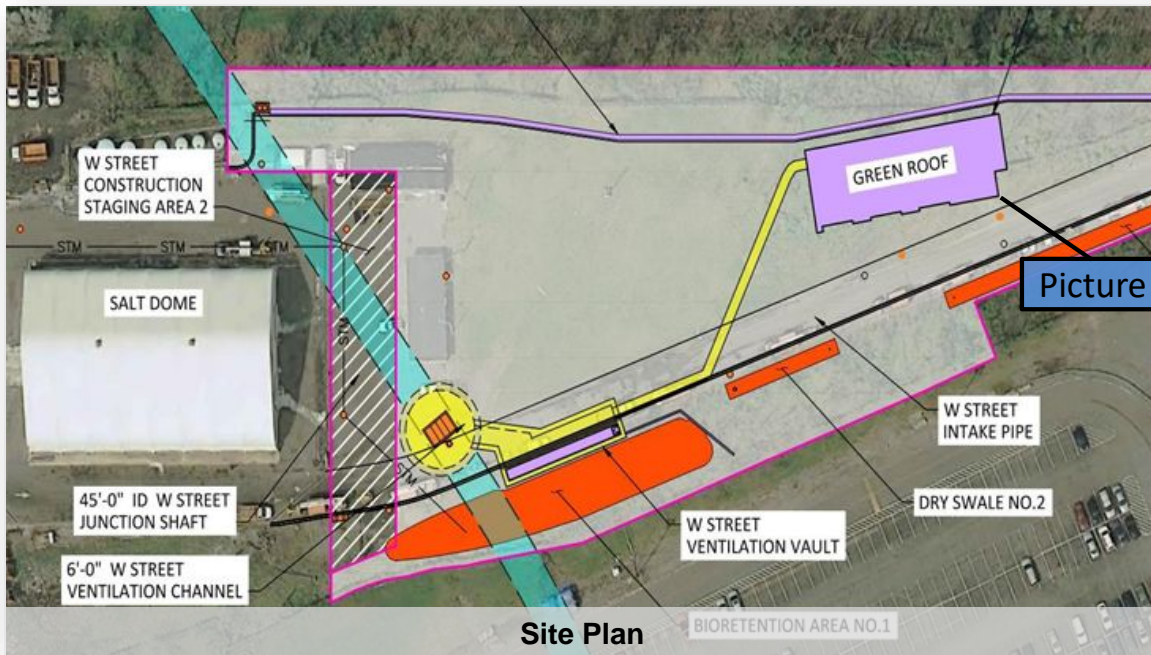 W STREET
CONSTRUCTION
STAGING AREA 2
GREEN ROOF
STM
STM
STM
SALT DOME
Picture
STM
STM
W STREET
INTAKE PIPE
45'-0" ID W STREET
JUNCTION SHAFT
DRY SWALE NO.2
W STREET
VENTILATION VAULT
6'-0" W STREET
VENTILATION CHANNEL
BIORETENTION AREA NO.1
Site Plan